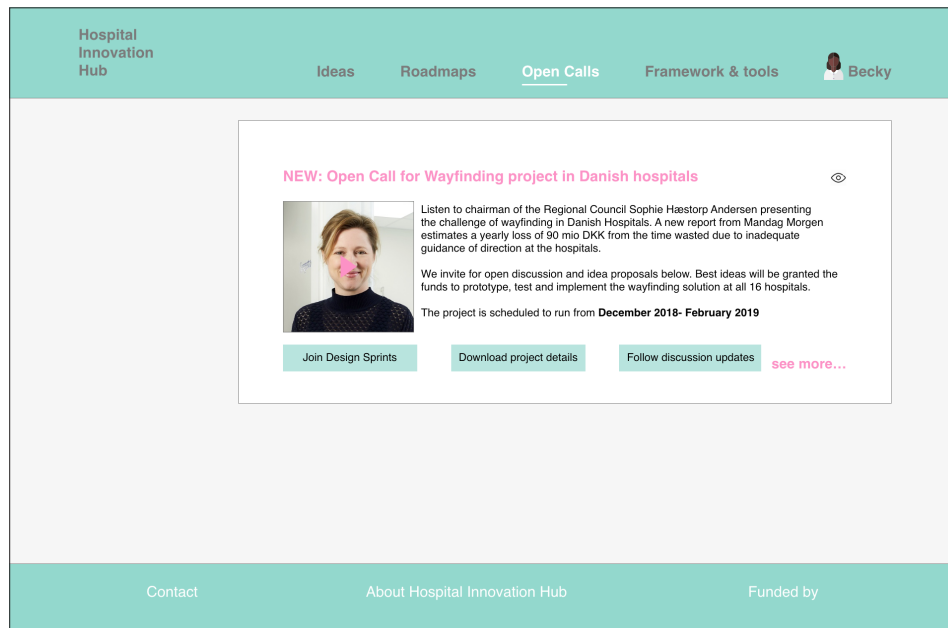 Hospital
Innovation
Hub
Ideas
Roadmaps
Open Calls
Framework & tools
Becky
NEW: Open Call for Wayfinding project in Danish hospitals
Listen to chairman of the Regional Council Sophie Hæstorp Andersen presenting
the challenge of wayfinding in Danish Hospitals. A new report from Mandag Morgen
estimates a yearly loss of 90 mio DKK from the time wasted due to inadequate
guidance of direction at the hospitals.
We invite for open discussion and idea proposals below. Best ideas will be granted the
funds to prototype, test and implement the wayfinding solution at all 16 hospitals.
The project is scheduled to run from December 2018- February 2019
Join Design Sprints
Download project details
Follow discussion updates
see more...
Contact
About Hospital Innovation Hub
Funded by